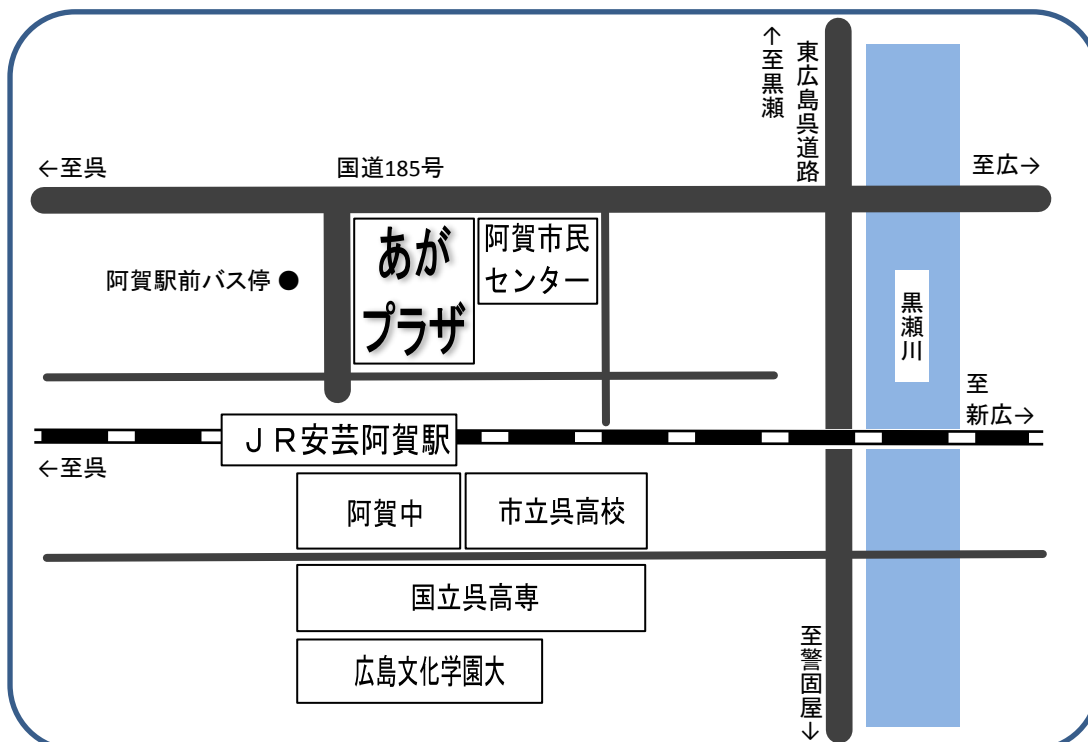 ↑至黒瀬
東広島呉道路
←至呉
国道185号
至広→
あが
プラザ
阿賀市民
センター
阿賀駅前バス停●
黒瀬川
至
新広→
ＪＲ安芸阿賀駅
←至呉
阿賀中
市立呉高校
国立呉高専
広島文化学園大
至警固屋→